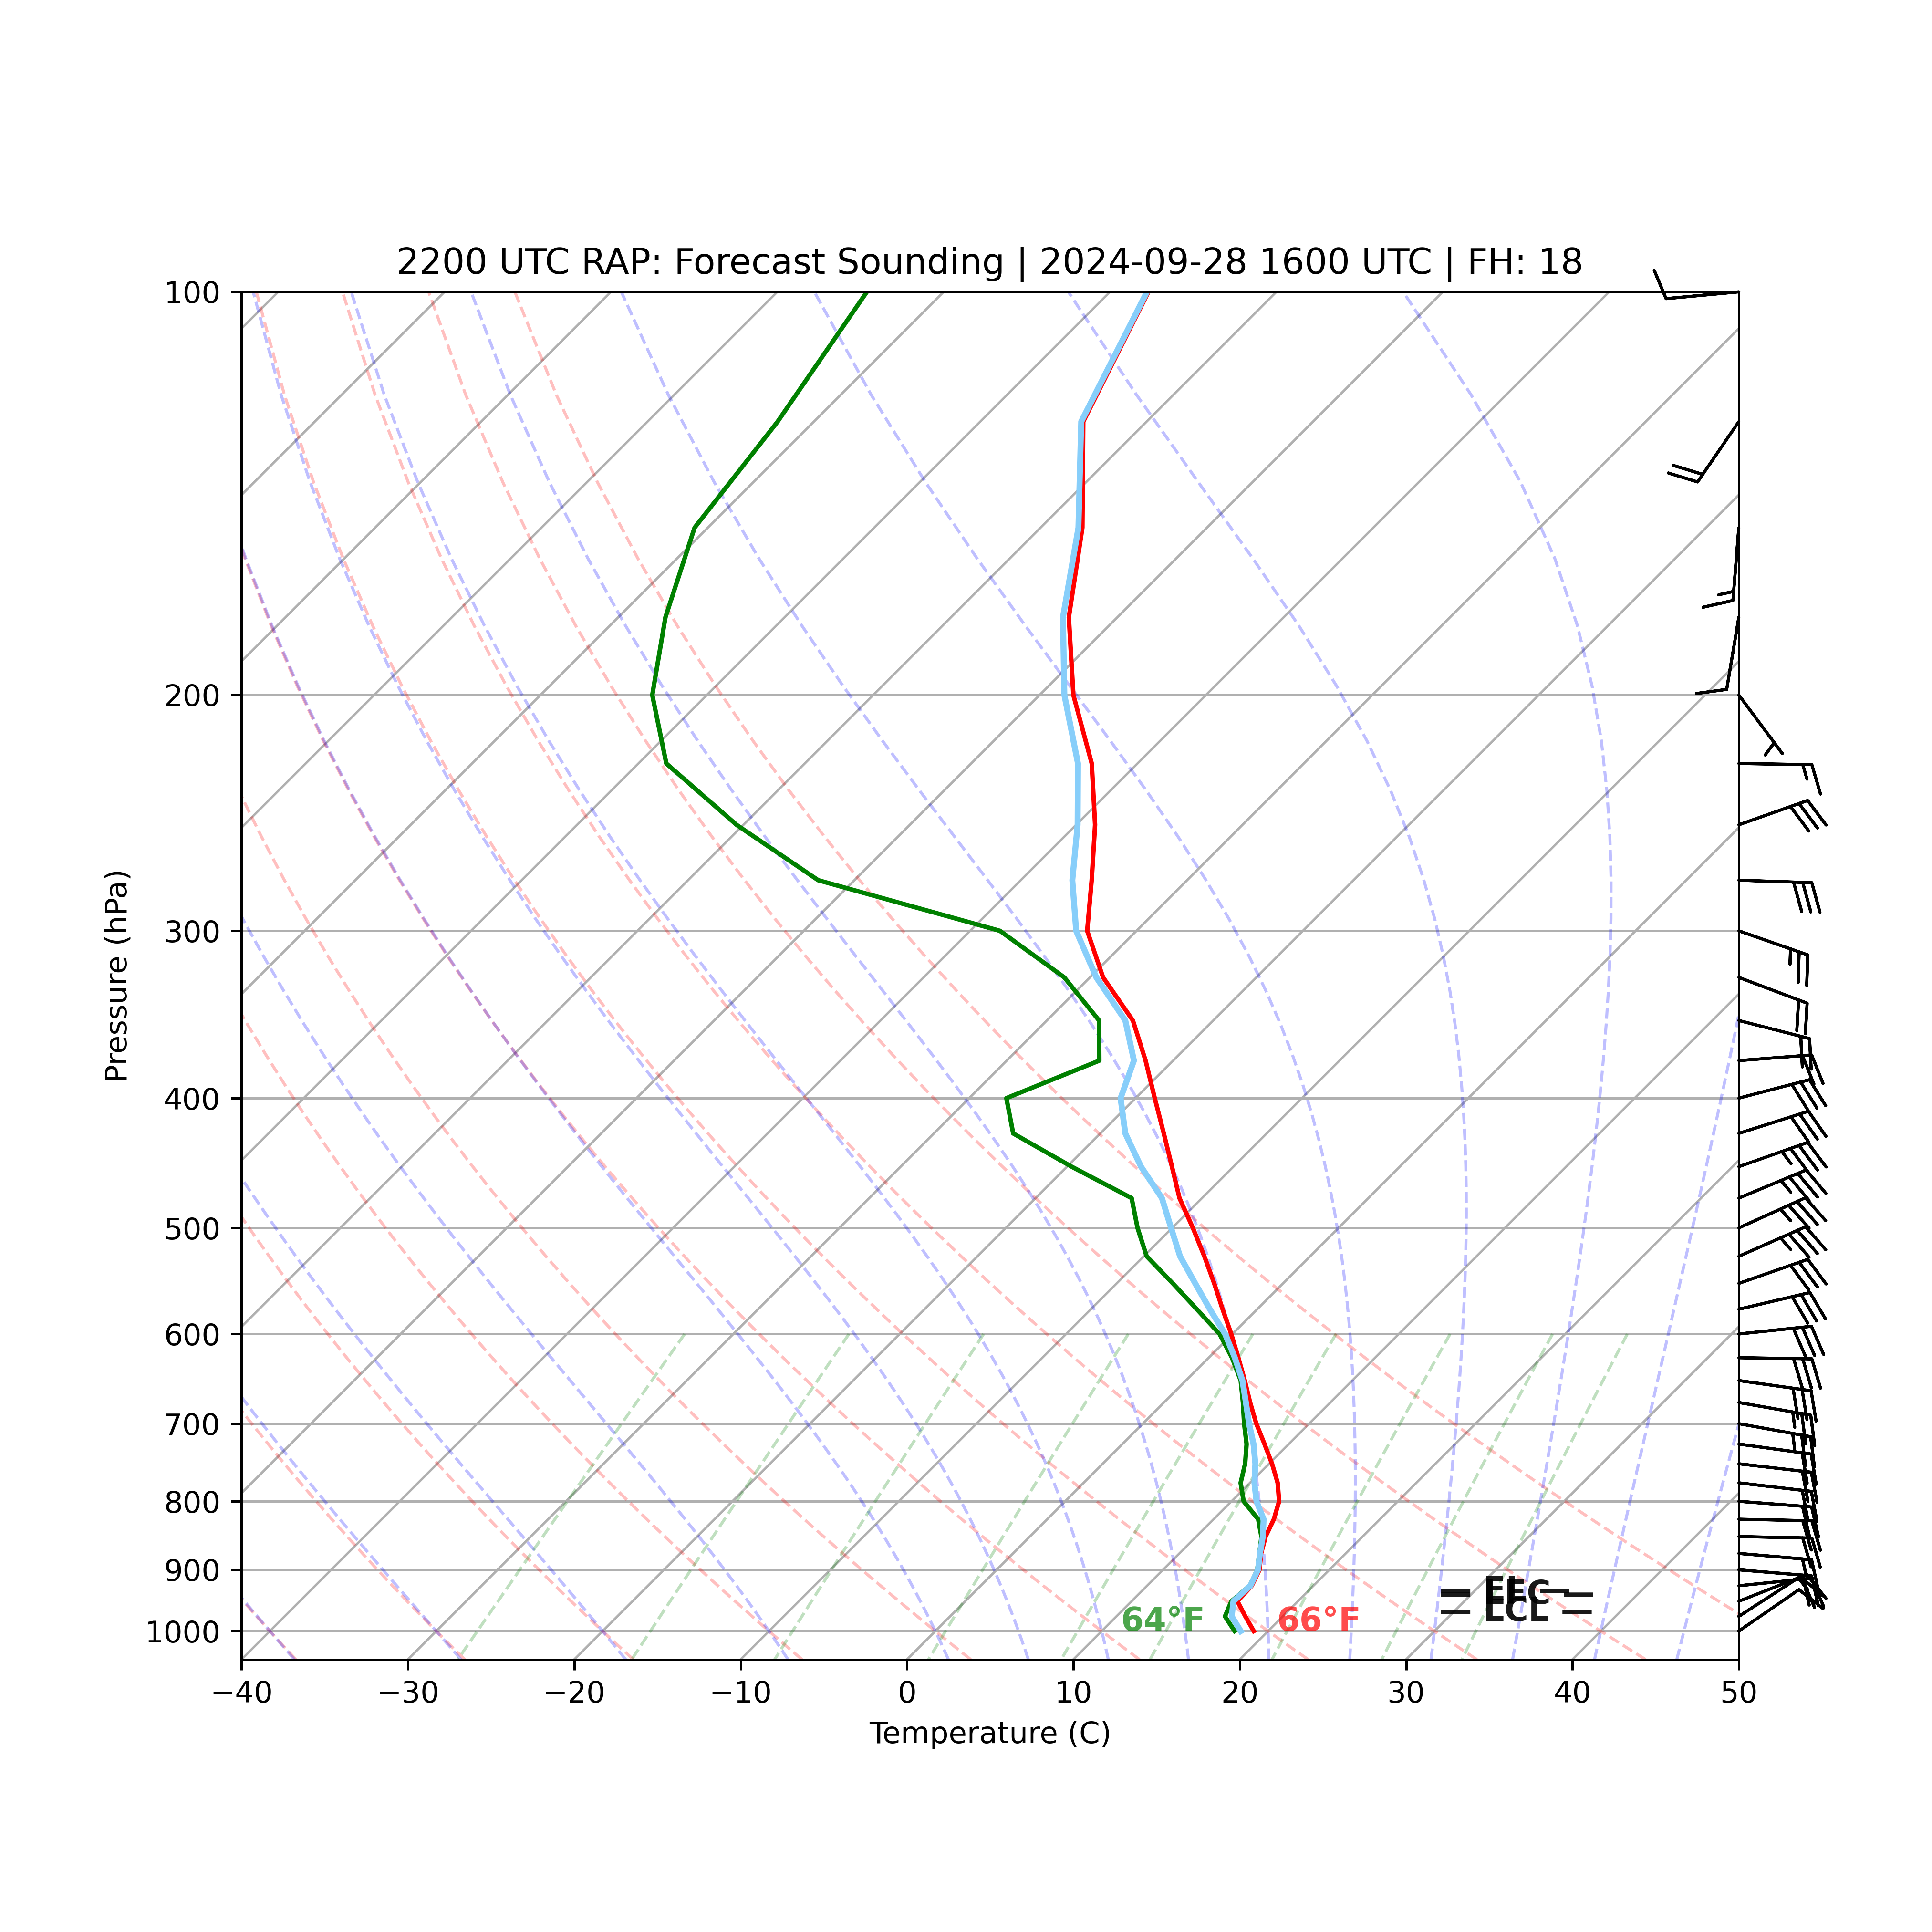 2200 UTC RAP: Forecast Sounding | 2024-09-28 1600 UTC | FH: 18
100
200
300
400
500
600
700
800
900
1000
Pressure (hPa)
64°F
66°F
LCL
−40 −30 −20 −10 0 10 20 30 40 50
Temperature (C)